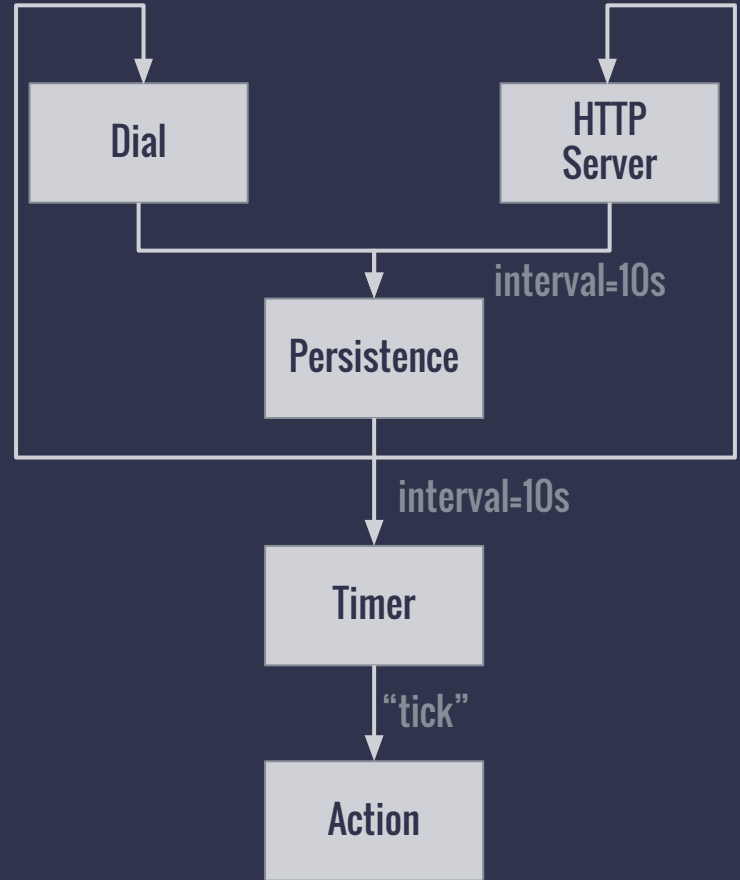 Dial
HTTP
Server
interval=10s
Persistence
interval=10s
Timer
“tick”
Action